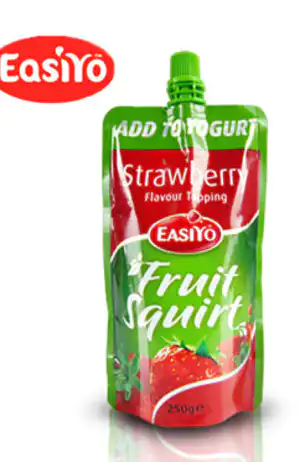 EasiYo
ADD TO YOGURT
Strawberry
Flavour Topping
EASIYO
Fruit
Squirt
250g℮